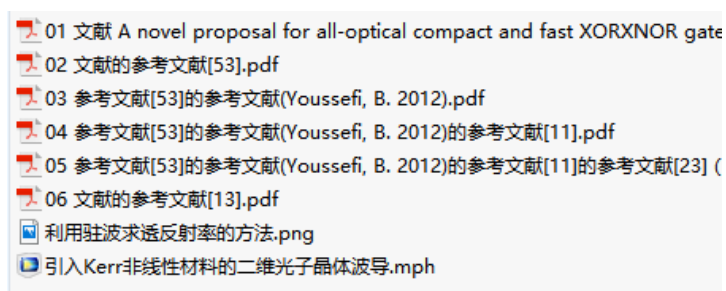 01 文献 A novel proposal for all-optical compact and fast XORXNOR gate
02 文献的参考文献[53].pdf
03 参考文献[53]的参考文献(Youssefi, B. 2012).pdf
04 参考文献[53]的参考文献(Youssefi, B. 2012)的参考文献[11].pdf
05 参考文献[53]的参考文献(Youssefi, B. 2012)的参考文献[11]的参考文献[23] (
06 文献的参考文献[13].pdf
利用驻波求透反射率的方法.png
引入Kerr非线性材料的二维光子晶体波导.mph